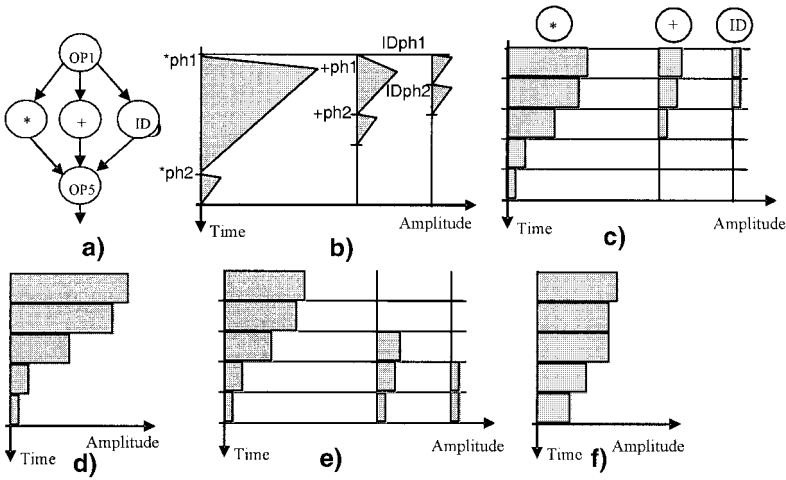 OP1
* + ID
OP5
a)
*ph1
+ph1
IDph1
IDph2
+ph2
*ph2
Time
Amplitude
b)
* + ID
Time
Amplitude
c)
Time
Amplitude
d)
Time
Amplitude
e)
Time
Amplitude
f)